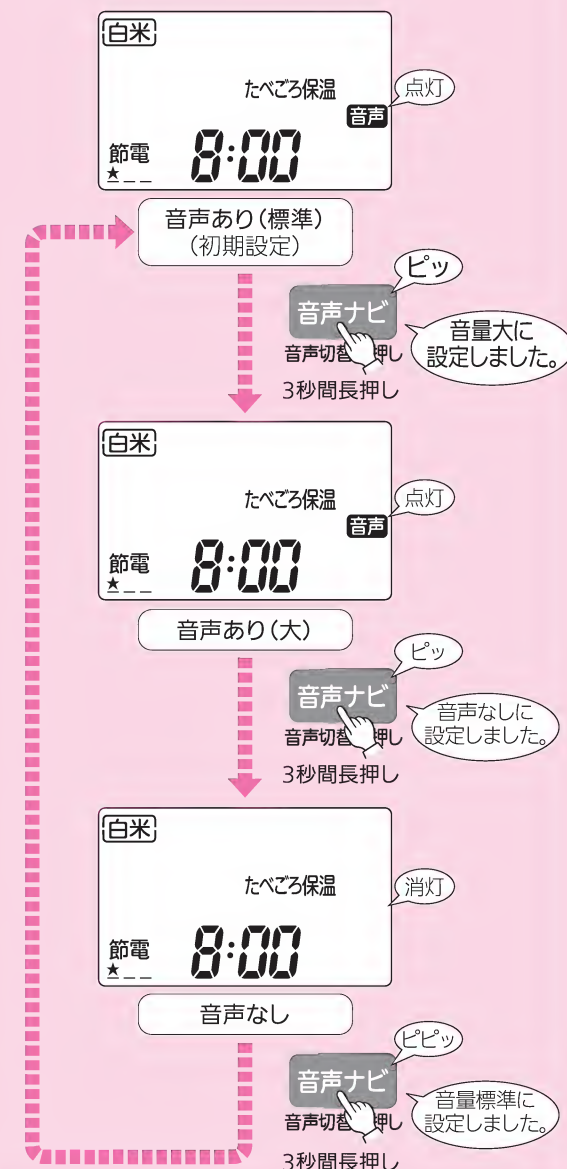 白米
たべごろ保温
点灯
音声
節電
★
8:00
音声あり(標準)
(初期設定)
ピッ
音声ナビ
音量大に
設定しました。
音声切替 押し
3秒間長押し
白米
たべごろ保温
点灯
音声
節電
★
8:00
音声あり(大)
ピッ
音声ナビ
音声なしに
設定しました。
音声切替 押し
3秒間長押し
白米
たべごろ保温
消灯
節電
★
8:00
音声なし
ピピッ
音声ナビ
音量標準に
設定しました。
音声切替 押し
3秒間長押し